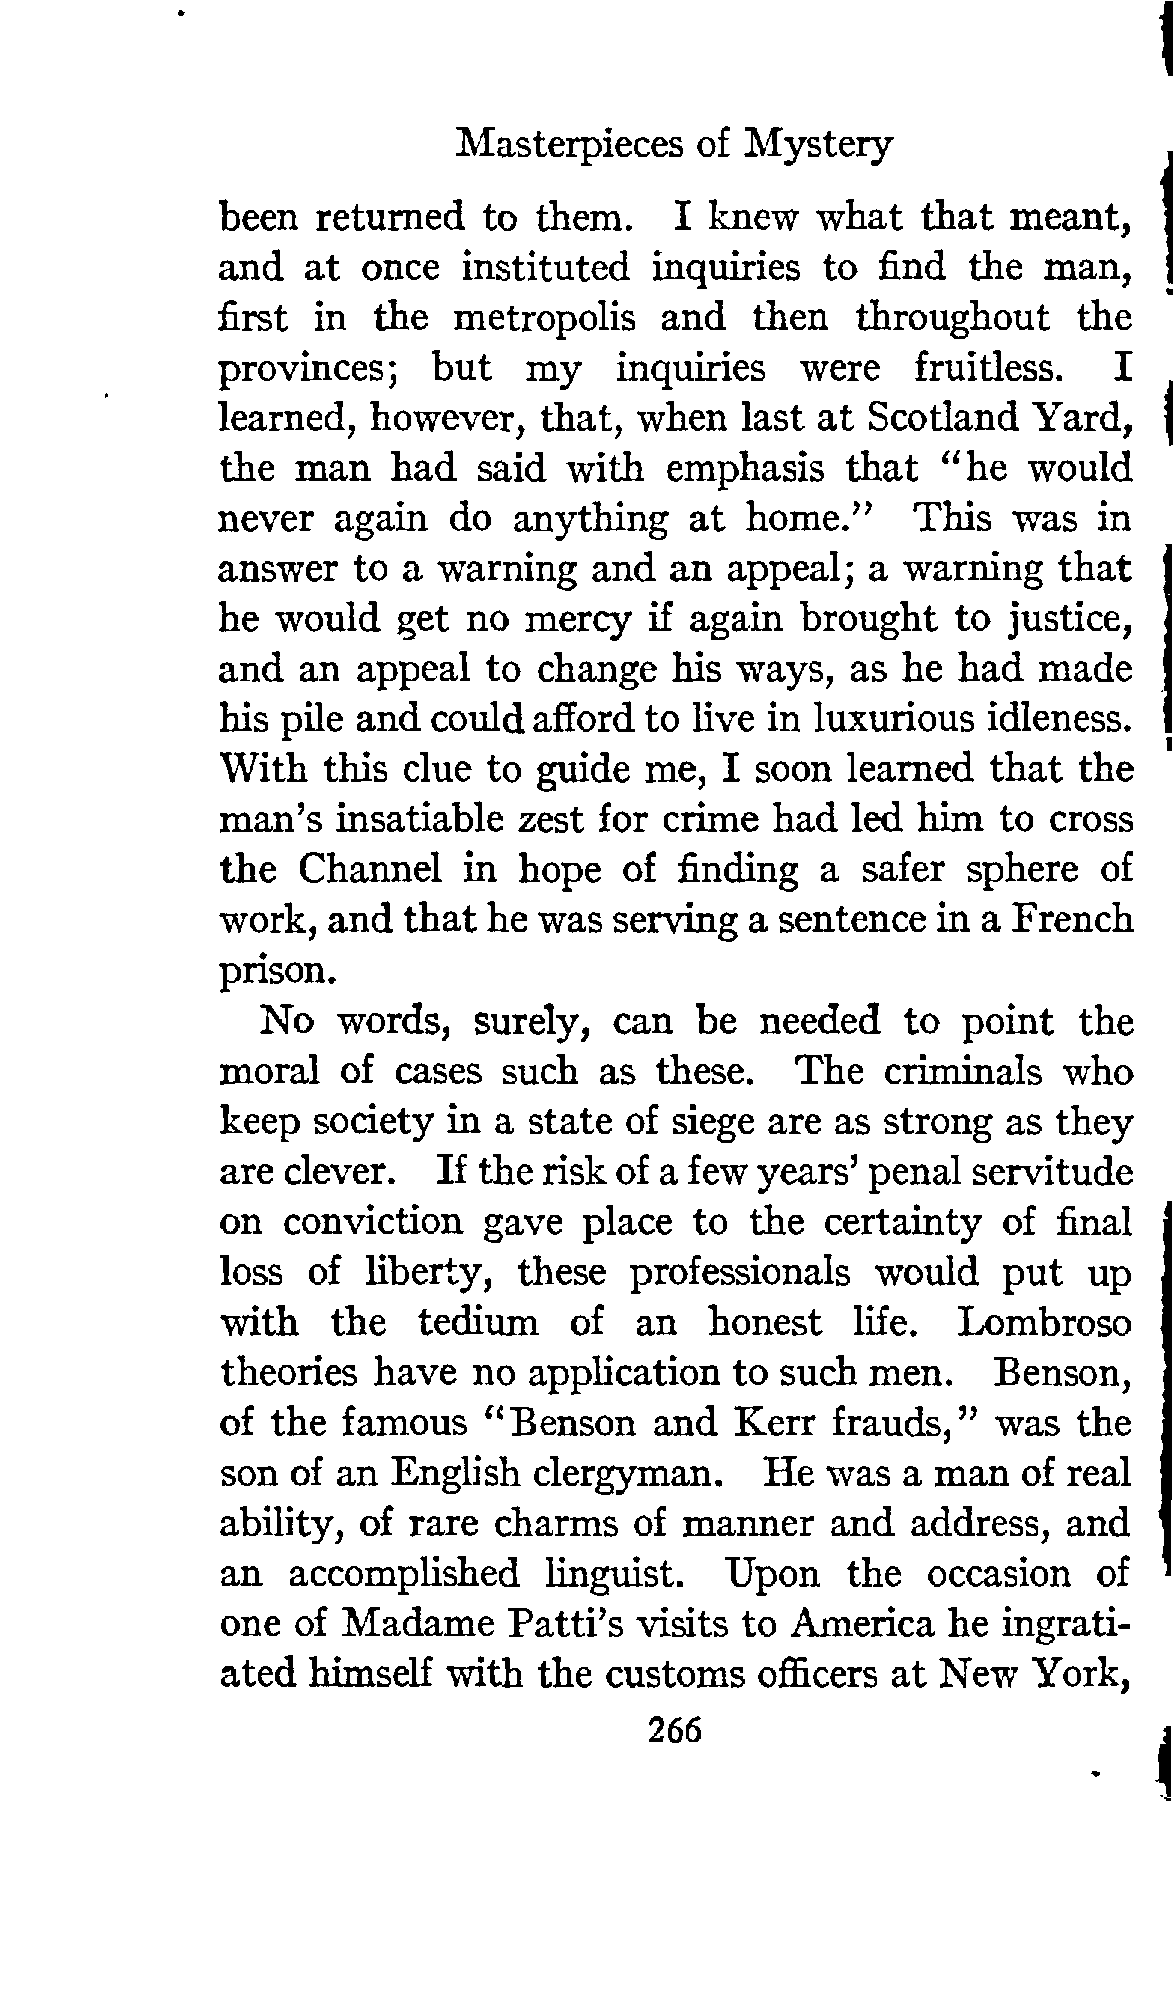 Masterpieces of Mystery
been returned to them. I knew what that meant,
and at once instituted inquiries to find the man,
first in the metropolis and then throughout the
provinces; but my inquiries were fruitless. I
learned, however, that, when last at Scotland Yard,
the man had said with emphasis that "he would
never again do anything at home." This was in
answer to a warning and an appeal; a warning that
he would get no mercy if again brought to justice,
and an appeal to change his ways, as he had made
his pile and could afford to live in luxurious idleness.
With this clue to guide me, I soon learned that the
man's insatiable zest for crime had led him to cross
the Channel in hope of finding a safer sphere of
work, and that he was serving a sentence in a French
prison.
No words, surely, can be needed to point the
moral of cases such as these. The criminals who
keep society in a state of siege are as strong as they
are clever. If the risk of a few years' penal servitude
on conviction gave place to the certainty of final
loss of liberty, these professionals would put up
with the tedium of an honest life. Lombroso
theories have no application to such men. Benson,
of the famous "Benson and Kerr frauds," was the
son of an English clergyman. He was a man of real
ability, of rare charms of manner and address, and
an accomplished linguist. Upon the occasion of
one of Madame Patti's visits to America he ingrati-
ated himself with the customs officers at New York,
266